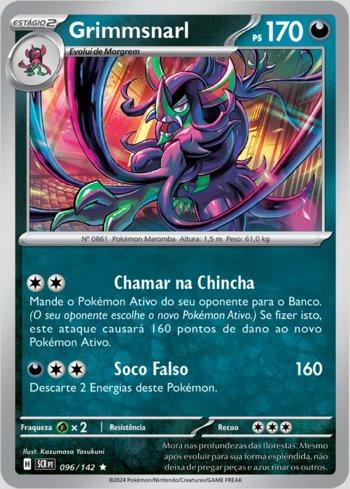 ESTÁGIO 2
Grimmsnarl
PS 170
Evolui de Morgrem
Nº 0861 Pokémon Maromba Altura: 1,5 m Peso: 61,0 kg
Chamar na Chincha
Mande o Pokémon Ativo do seu oponente para o Banco.
(O seu oponente escolhe o novo Pokémon Ativo.) Se fizer isto,
este ataque causará 160 pontos de dano ao novo
Pokémon Ativo.
Soco Falso 160
Descarte 2 Energias deste Pokémon.
Fraqueza ×2 Resistência Recuo
Ilust. Kazumasa Yasukuni
H SCR PT 096/142 ★
Mora nas profundezas das florestas. Mesmo
após evoluir para sua forma esplêndida, não
deixa de pregar peças e azucrinar os outros.
©2024 Pokémon/Nintendo/Creatures/GAME FREAK